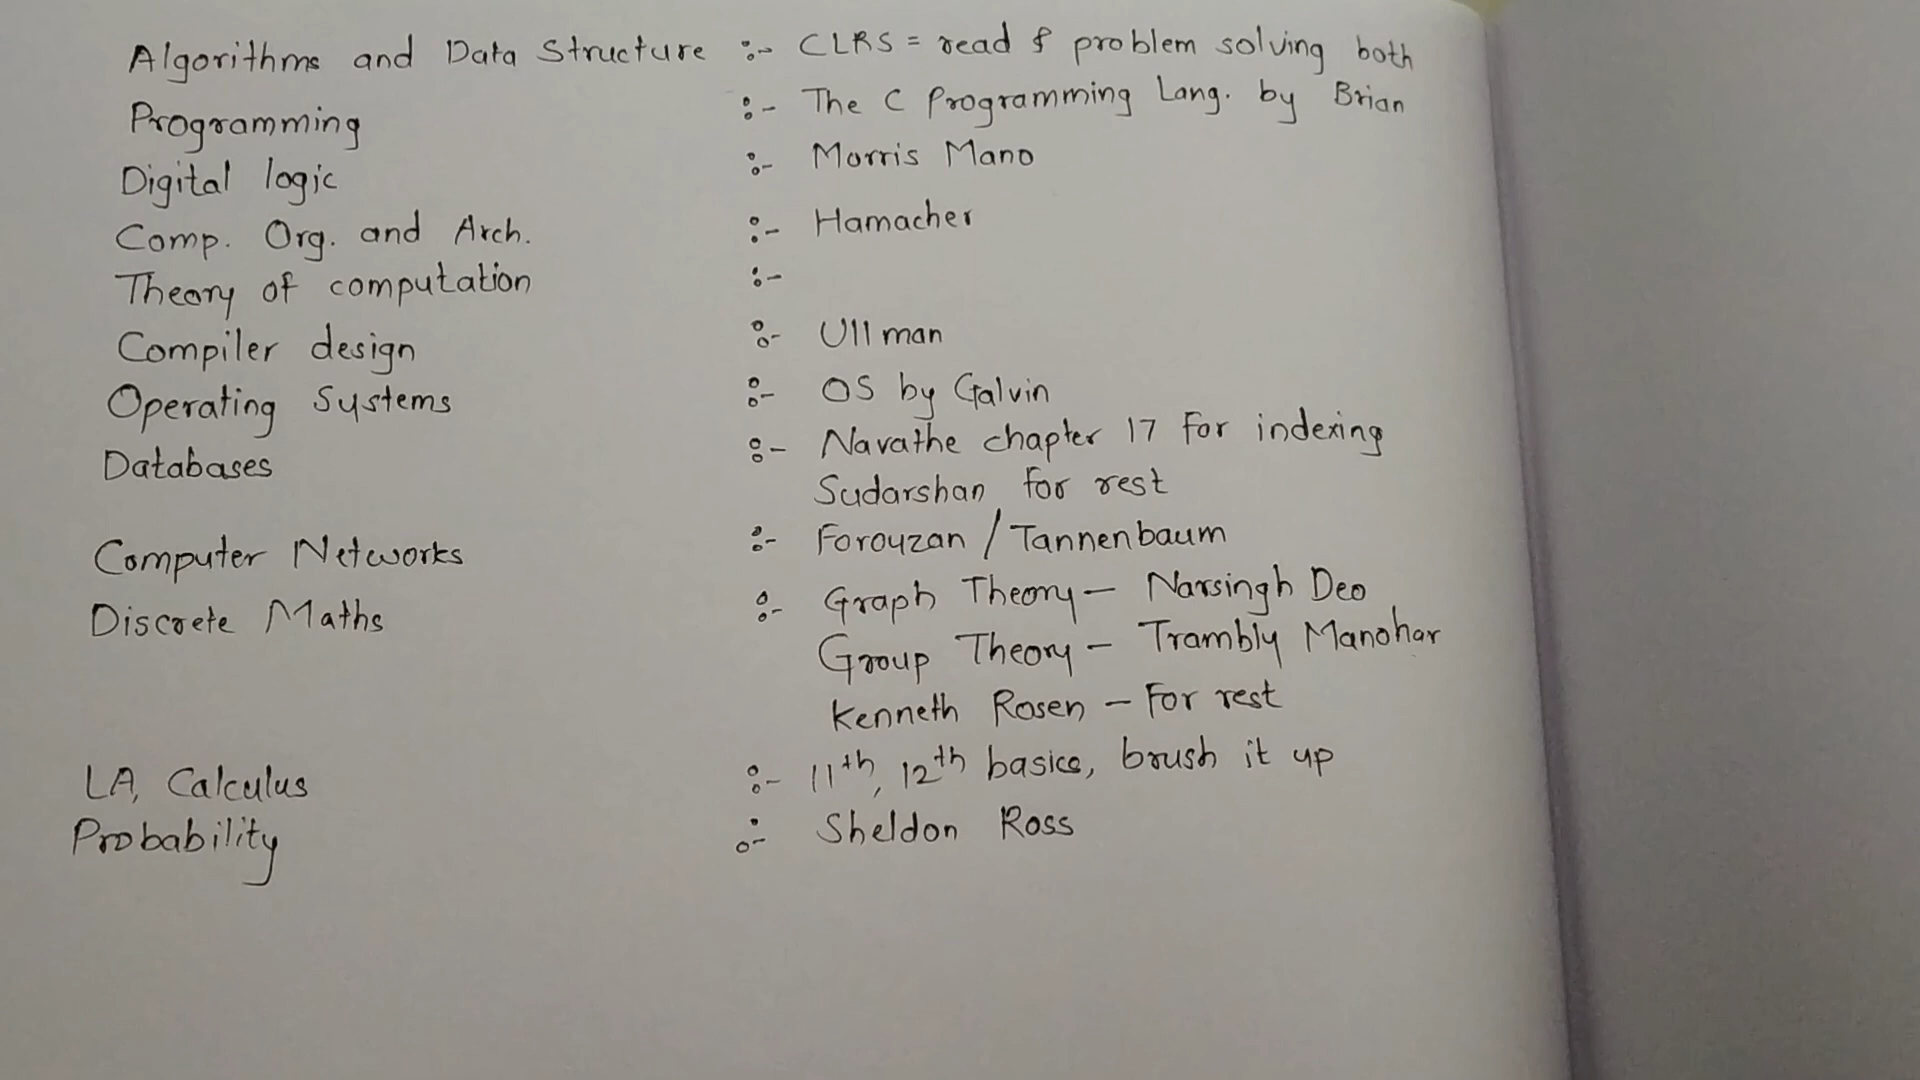 Algorithms and Data Structure :- CLRS = read & problem solving both
Programming :- The C Programming Lang. by Brian
Digital logic :- Morris Mano
Comp. Org. and Arch. :- Hamacher
Theory of computation :-
Compiler design :- Ullman
Operating Systems :- OS by Galvin
Databases :- Navathe chapter 17 for indexing
Sudarshan for rest
Computer Networks :- Forouzan / Tannenbaum
Discrete Maths :- Graph Theory - Narsingh Deo
Group Theory - Trambly Manohar
Kenneth Rosen - For rest
LA, Calculus :- 11th, 12th basics, brush it up
Probability :- Sheldon Ross